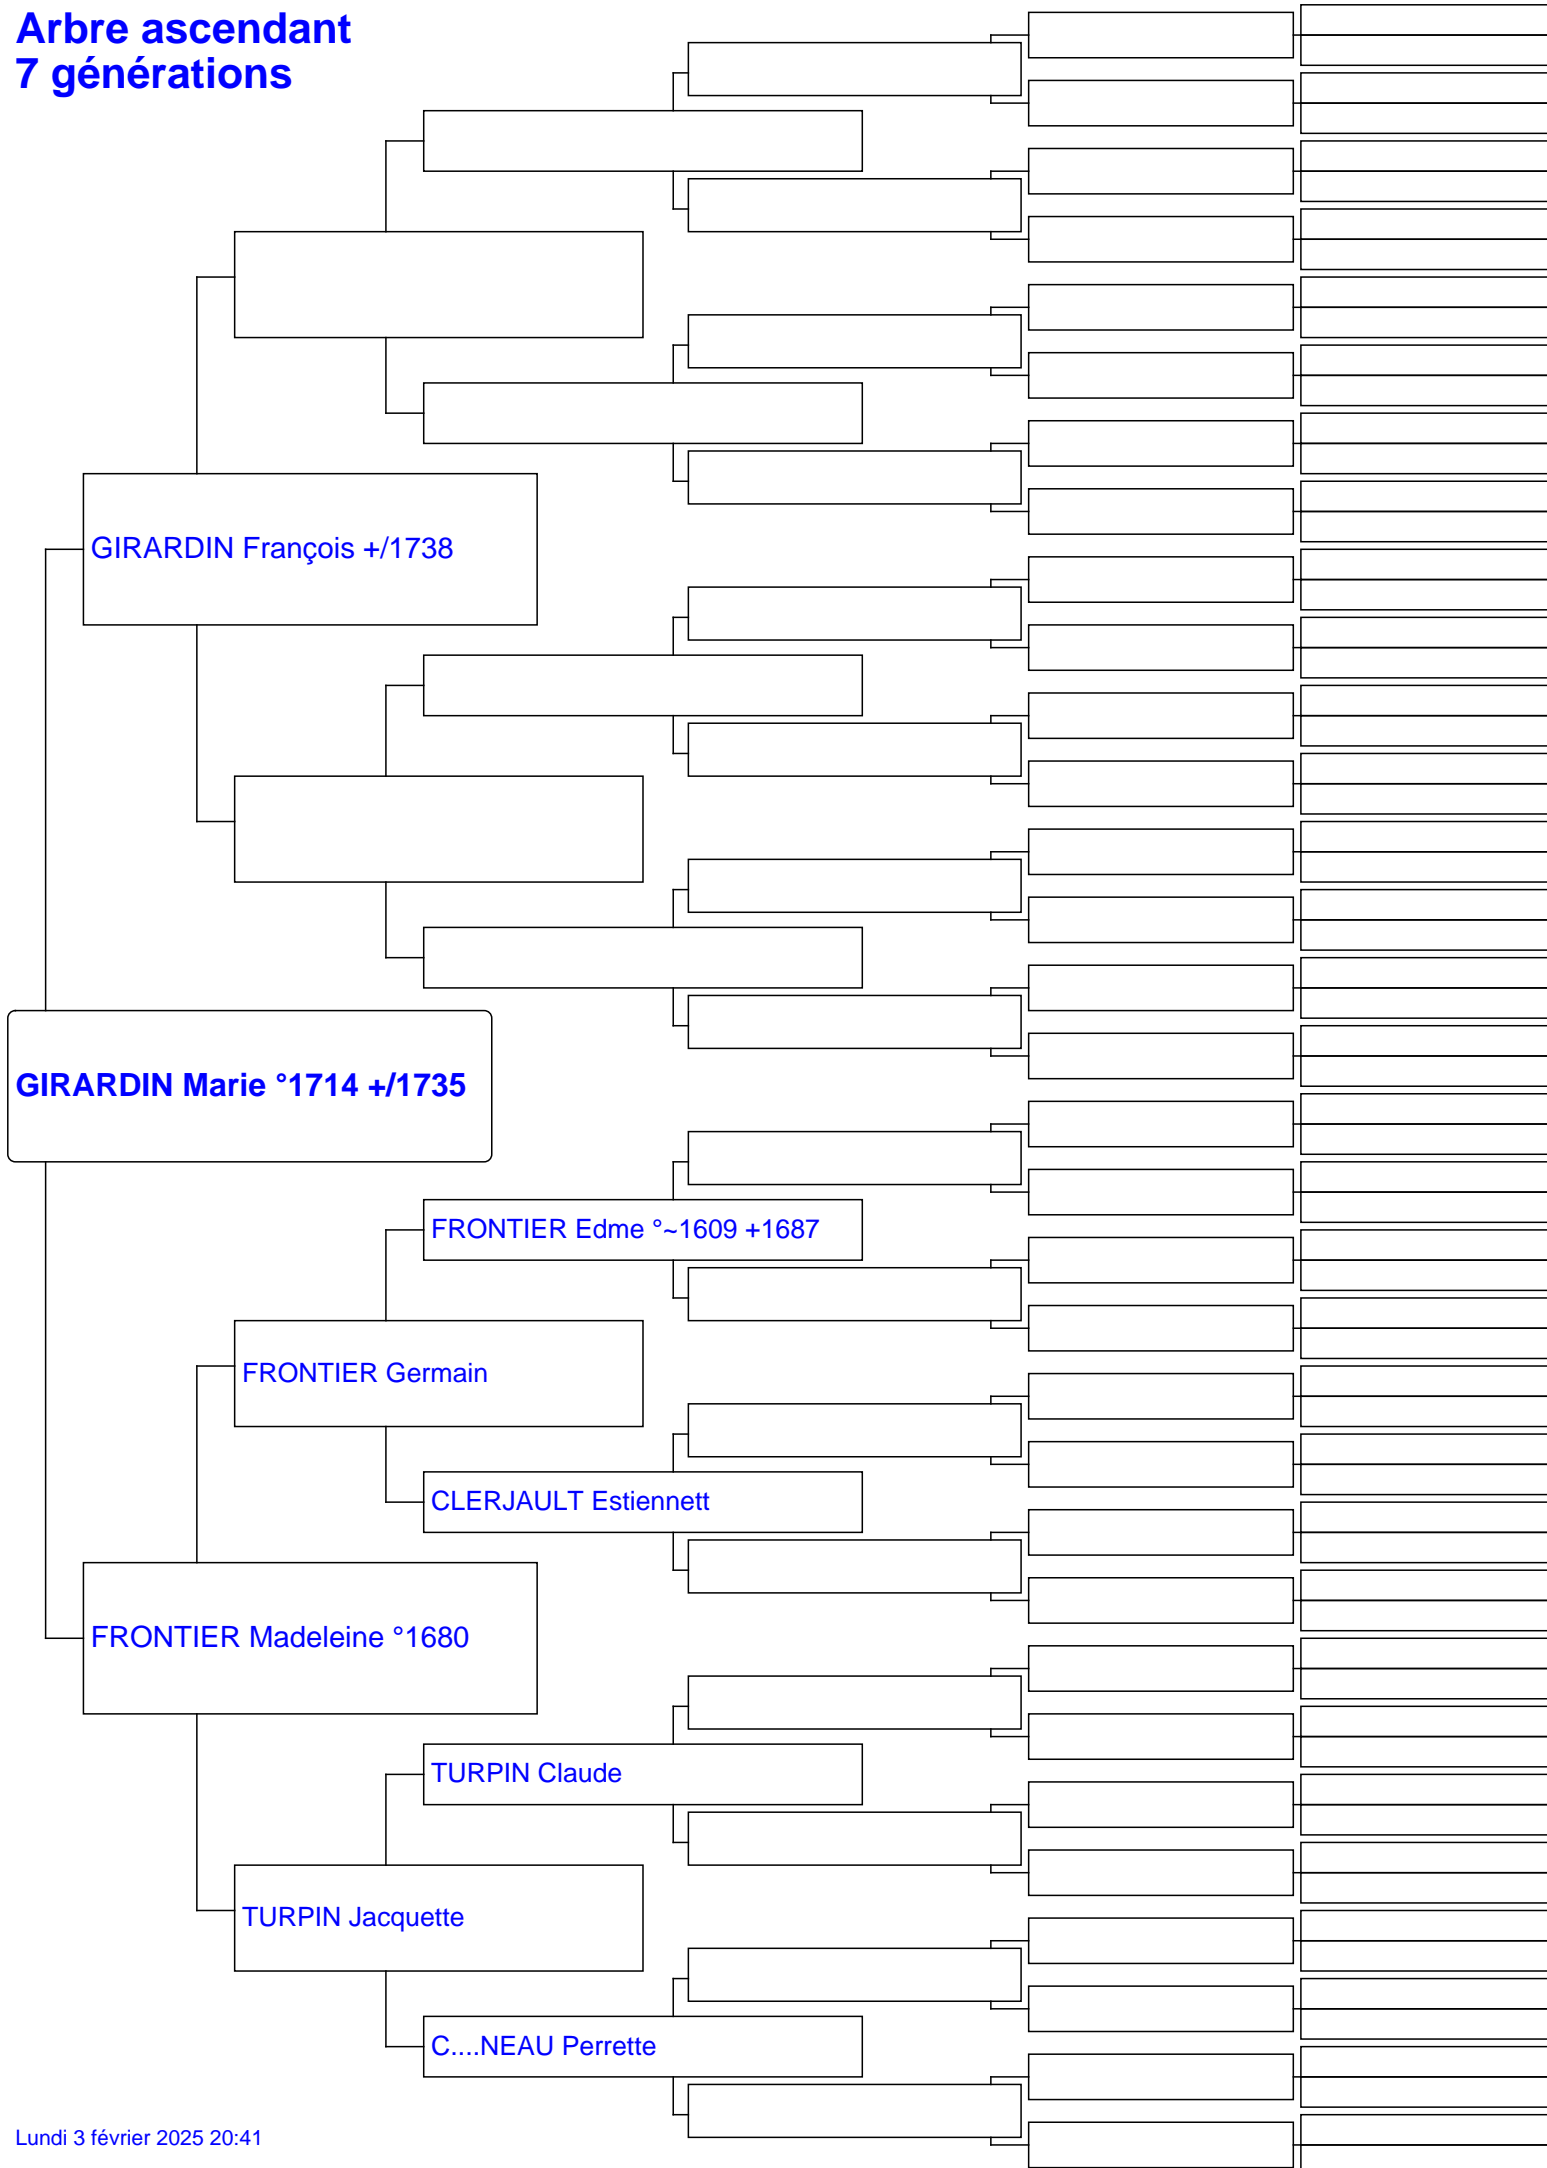 Arbre ascendant
7 générations
GIRARDIN François +/1738
GIRARDIN Marie °1714 +/1735
FRONTIER Edme °~1609 +1687
FRONTIER Germain
CLERJAULT Estiennett
FRONTIER Madeleine °1680
TURPIN Claude
TURPIN Jacquette
C....NEAU Perrette
Lundi 3 février 2025 20:41